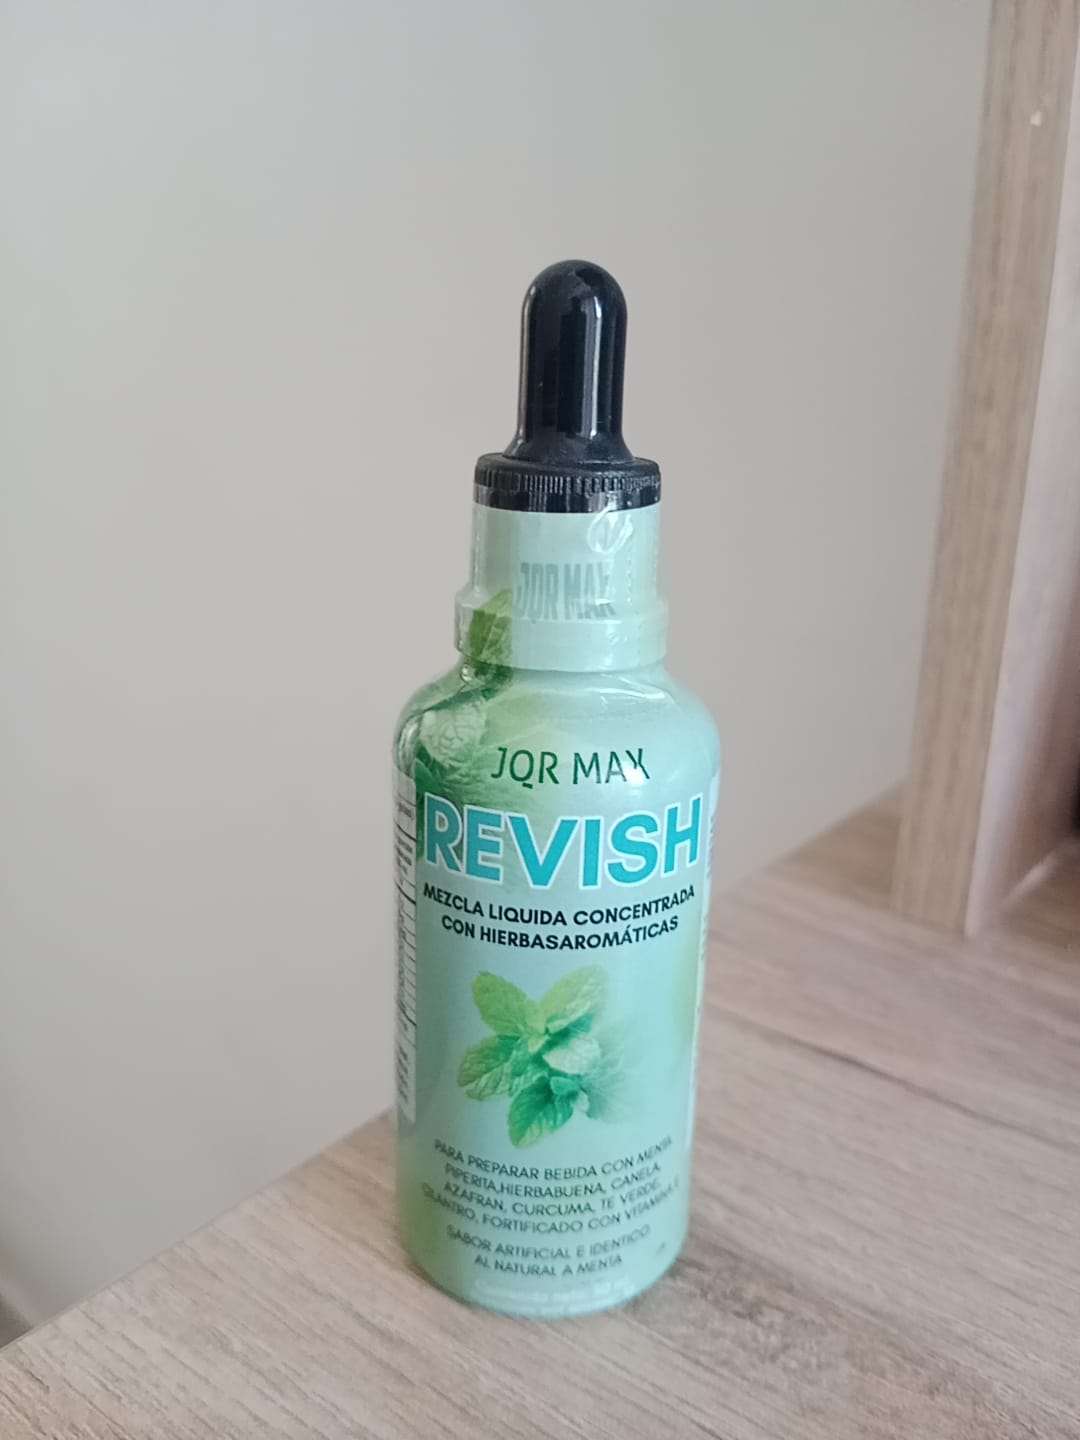 JQR MAX
JQR MAX
REVISH
MEZCLA LIQUIDA CONCENTRADA
CON HIERBASAROMÁTICAS
PARA PREPARAR BEBIDA CON MENTA
PIPERITA,HIERBABUENA, CANELA,
AZAFRAN, CURCUMA, TE VERDE,
CILANTRO, FORTIFICADO CON VITAMINA E
SABOR ARTIFICIAL E IDENTICO
AL NATURAL A MENTA